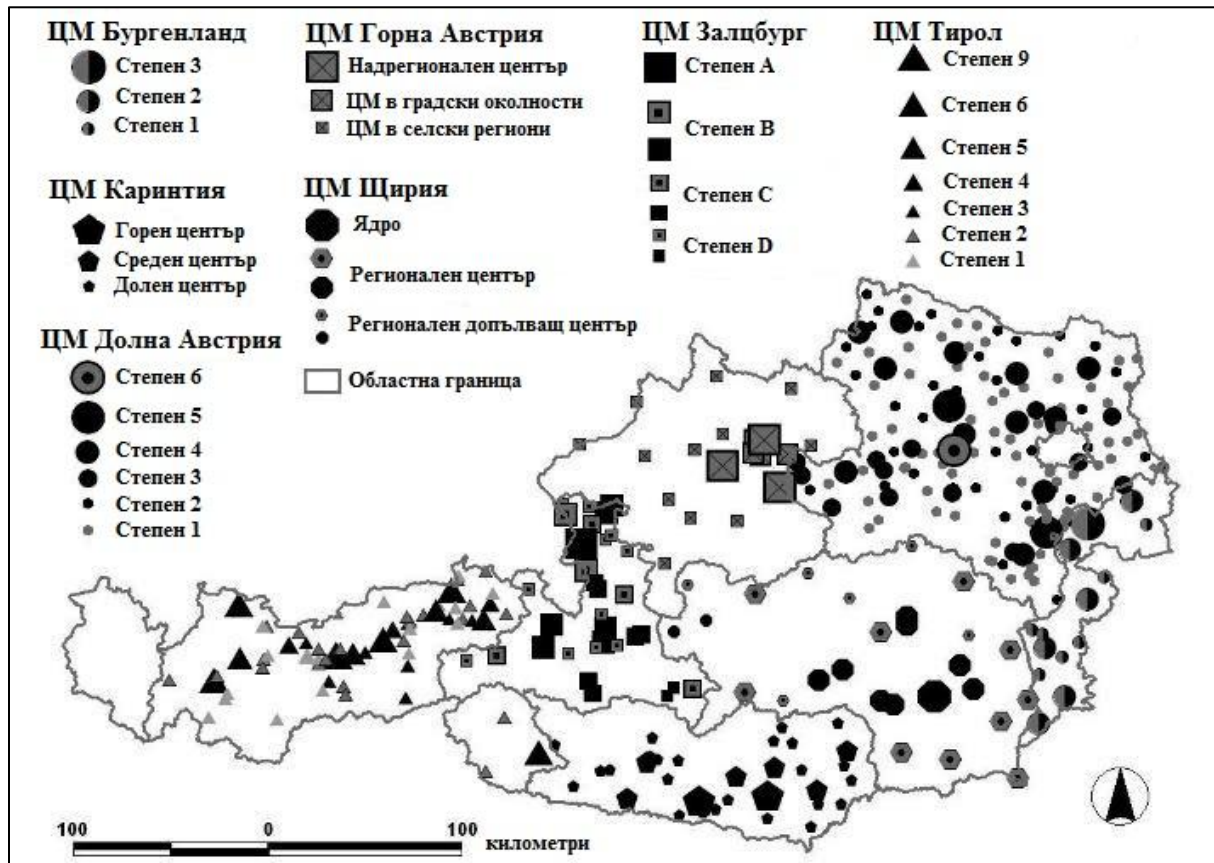 ЦМ Бургенланд
Степен 3
Степен 2
Степен 1
ЦМ Горна Австрия
Надрегионален център
ЦМ в градски околности
ЦМ в селски региони
ЦМ Залцбург
Степен А
Степен B
Степен C
Степен D
ЦМ Тирол
Степен 9
Степен 6
Степен 5
Степен 4
Степен 3
Степен 2
Степен 1
ЦМ Каринтия
Горен център
Среден център
Долен център
ЦМ Щирия
Ядро
Регионален център
Регионален допълващ център
Областна граница
ЦМ Долна Австрия
Степен 6
Степен 5
Степен 4
Степен 3
Степен 2
Степен 1
100 0 100
километри